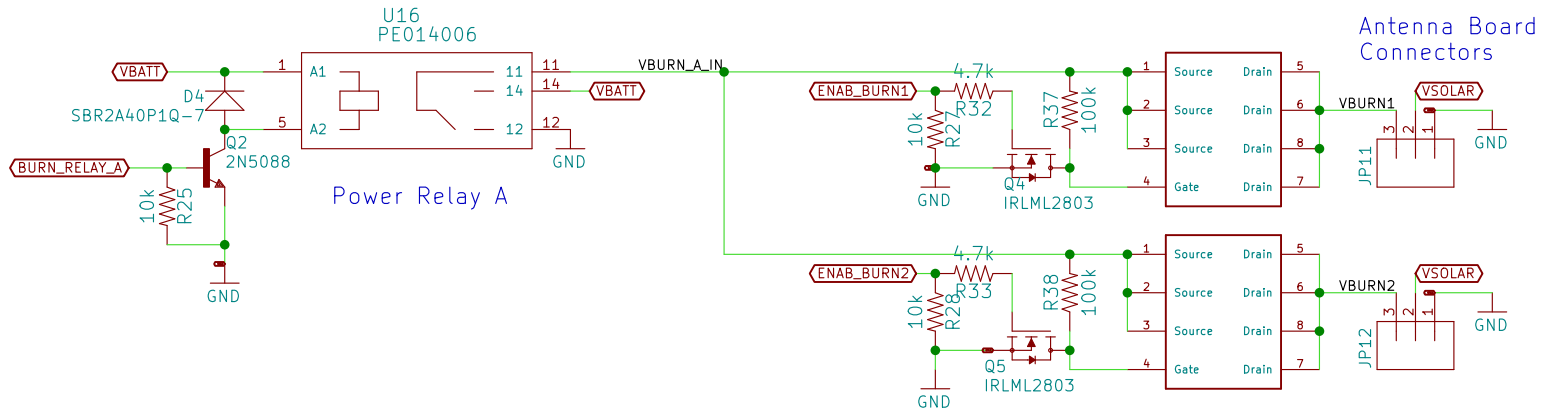 U16
PE014006
Antenna Board
Connectors
VBATT
1
A1
11
11
VBURN_A_IN
14
14
VBATT
D4
SBR2A40P1Q-7
5
A2
12
12
GND
Q2
2N5088
BURN_RELAY_A
10k
R25
GND
Power Relay A
ENAB_BURN1
4.7k
R32
10k
R27
GND
Q4
IRLML2803
R37
100k
1
Source
Drain
5
2
Source
Drain
6
3
Source
Drain
8
4
Gate
Drain
7
VBURN1
VSOLAR
3
2
1
GND
JP11
ENAB_BURN2
4.7k
R33
10k
R28
GND
Q5
IRLML2803
R38
100k
1
Source
Drain
5
2
Source
Drain
6
3
Source
Drain
8
4
Gate
Drain
7
VBURN2
VSOLAR
3
2
1
GND
JP12